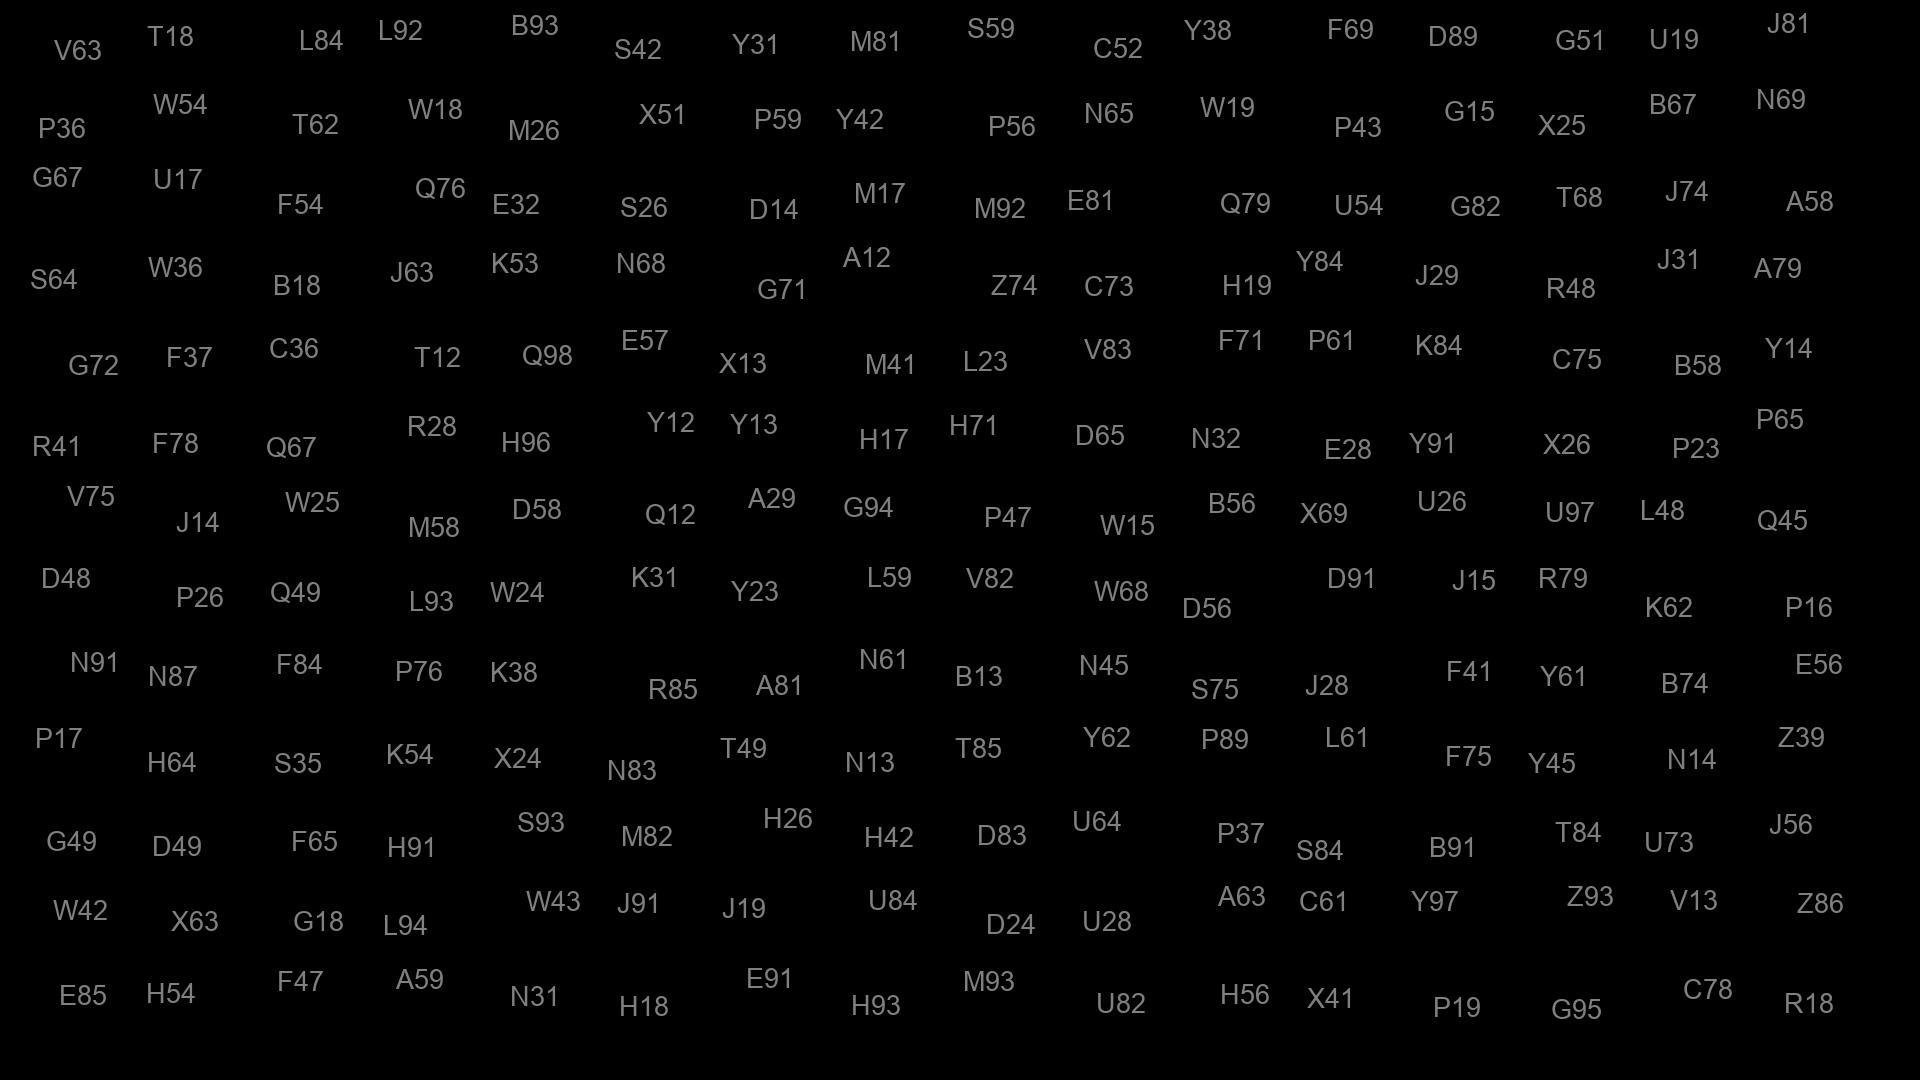 V63 T18 L84 L92 B93 S42 Y31 M81 S59 C52 Y38 F69 D89 G51 U19 J81
P36 W54 T62 W18 M26 X51 P59 Y42 P56 N65 W19 P43 G15 X25 B67 N69
G67 U17 F54 Q76 E32 S26 D14 M17 M92 E81 Q79 U54 G82 T68 J74 A58
S64 W36 B18 J63 K53 N68 G71 A12 Z74 C73 H19 Y84 J29 R48 J31 A79
G72 F37 C36 T12 Q98 E57 X13 M41 L23 V83 F71 P61 K84 C75 B58 Y14
R41 F78 Q67 R28 H96 Y12 Y13 H17 H71 D65 N32 E28 Y91 X26 P23 P65
V75 J14 W25 M58 D58 Q12 A29 G94 P47 W15 B56 X69 U26 U97 L48 Q45
D48 P26 Q49 L93 W24 K31 Y23 L59 V82 W68 D56 D91 J15 R79 K62 P16
N91 N87 F84 P76 K38 R85 A81 N61 B13 N45 S75 J28 F41 Y61 B74 E56
P17 H64 S35 K54 X24 N83 T49 N13 T85 Y62 P89 L61 F75 Y45 N14 Z39
G49 D49 F65 H91 S93 M82 H26 H42 D83 U64 P37 S84 B91 T84 U73 J56
W42 X63 G18 L94 W43 J91 J19 U84 D24 U28 A63 C61 Y97 Z93 V13 Z86
E85 H54 F47 A59 N31 H18 E91 H93 M93 U82 H56 X41 P19 G95 C78 R18